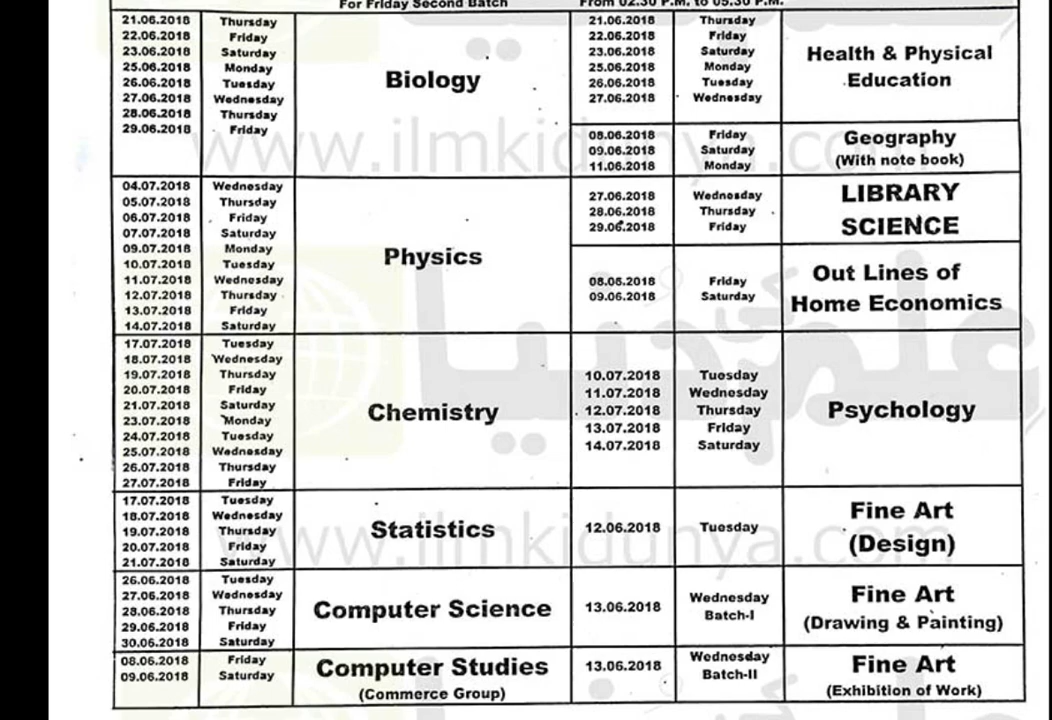 For Friday Second Batch From 02.30 P.M. to 05.30 P.M.
21.06.2018 Thursday
22.06.2018 Friday
23.06.2018 Saturday
25.06.2018 Monday
26.06.2018 Tuesday
27.06.2018 Wednesday
28.06.2018 Thursday
29.06.2018 Friday
Biology
21.06.2018 Thursday
22.06.2018 Friday
23.06.2018 Saturday
25.06.2018 Monday
26.06.2018 Tuesday
27.06.2018 Wednesday
Health & Physical
Education
08.06.2018 Friday
09.06.2018 Saturday
11.06.2018 Monday
Geography
(With note book)
04.07.2018 Wednesday
05.07.2018 Thursday
06.07.2018 Friday
07.07.2018 Saturday
09.07.2018 Monday
10.07.2018 Tuesday
11.07.2018 Wednesday
12.07.2018 Thursday
13.07.2018 Friday
14.07.2018 Saturday
Physics
27.06.2018 Wednesday
28.06.2018 Thursday
29.06.2018 Friday
LIBRARY
SCIENCE
08.06.2018 Friday
09.06.2018 Saturday
Out Lines of
Home Economics
17.07.2018 Tuesday
18.07.2018 Wednesday
19.07.2018 Thursday
20.07.2018 Friday
21.07.2018 Saturday
23.07.2018 Monday
24.07.2018 Tuesday
25.07.2018 Wednesday
26.07.2018 Thursday
27.07.2018 Friday
Chemistry
10.07.2018 Tuesday
11.07.2018 Wednesday
12.07.2018 Thursday
13.07.2018 Friday
14.07.2018 Saturday
Psychology
17.07.2018 Tuesday
18.07.2018 Wednesday
19.07.2018 Thursday
20.07.2018 Friday
21.07.2018 Saturday
Statistics
12.06.2018 Tuesday
Fine Art
(Design)
26.06.2018 Tuesday
27.06.2018 Wednesday
28.06.2018 Thursday
29.06.2018 Friday
30.06.2018 Saturday
Computer Science
13.06.2018 Wednesday
Batch-I
Fine Art
(Drawing & Painting)
08.06.2018 Friday
09.06.2018 Saturday
Computer Studies
(Commerce Group)
13.06.2018 Wednesday
Batch-II
Fine Art
(Exhibition of Work)
www.ilmkidunya.com
علم کی دنیا
www.ilmkidunya.com